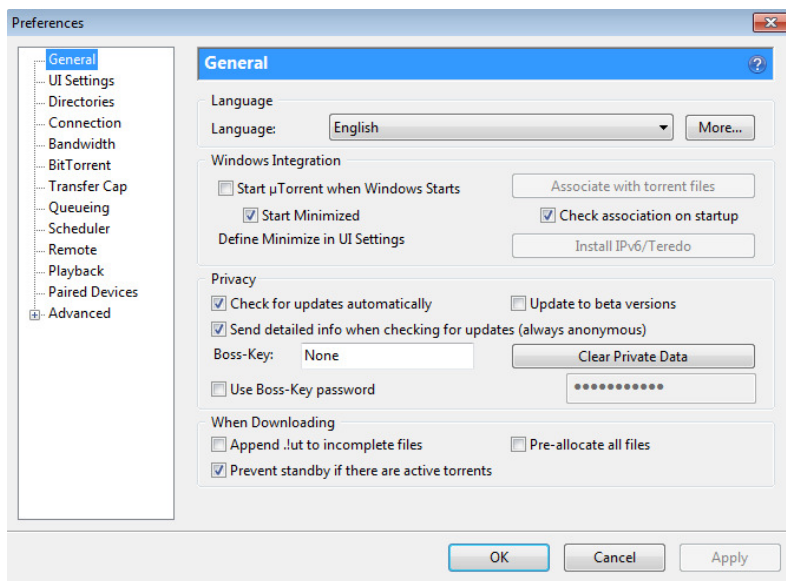 Preferences
General
UI Settings
Directories
Connection
Bandwidth
BitTorrent
Transfer Cap
Queueing
Scheduler
Remote
Playback
Paired Devices
Advanced
General
Language
Language: English More...
Windows Integration
Start µTorrent when Windows Starts Associate with torrent files
Start Minimized Check association on startup
Define Minimize in UI Settings Install IPv6/Teredo
Privacy
Check for updates automatically Update to beta versions
Send detailed info when checking for updates (always anonymous)
Boss-Key: None Clear Private Data
Use Boss-Key password
When Downloading
Append .!ut to incomplete files Pre-allocate all files
Prevent standby if there are active torrents
OK Cancel Apply